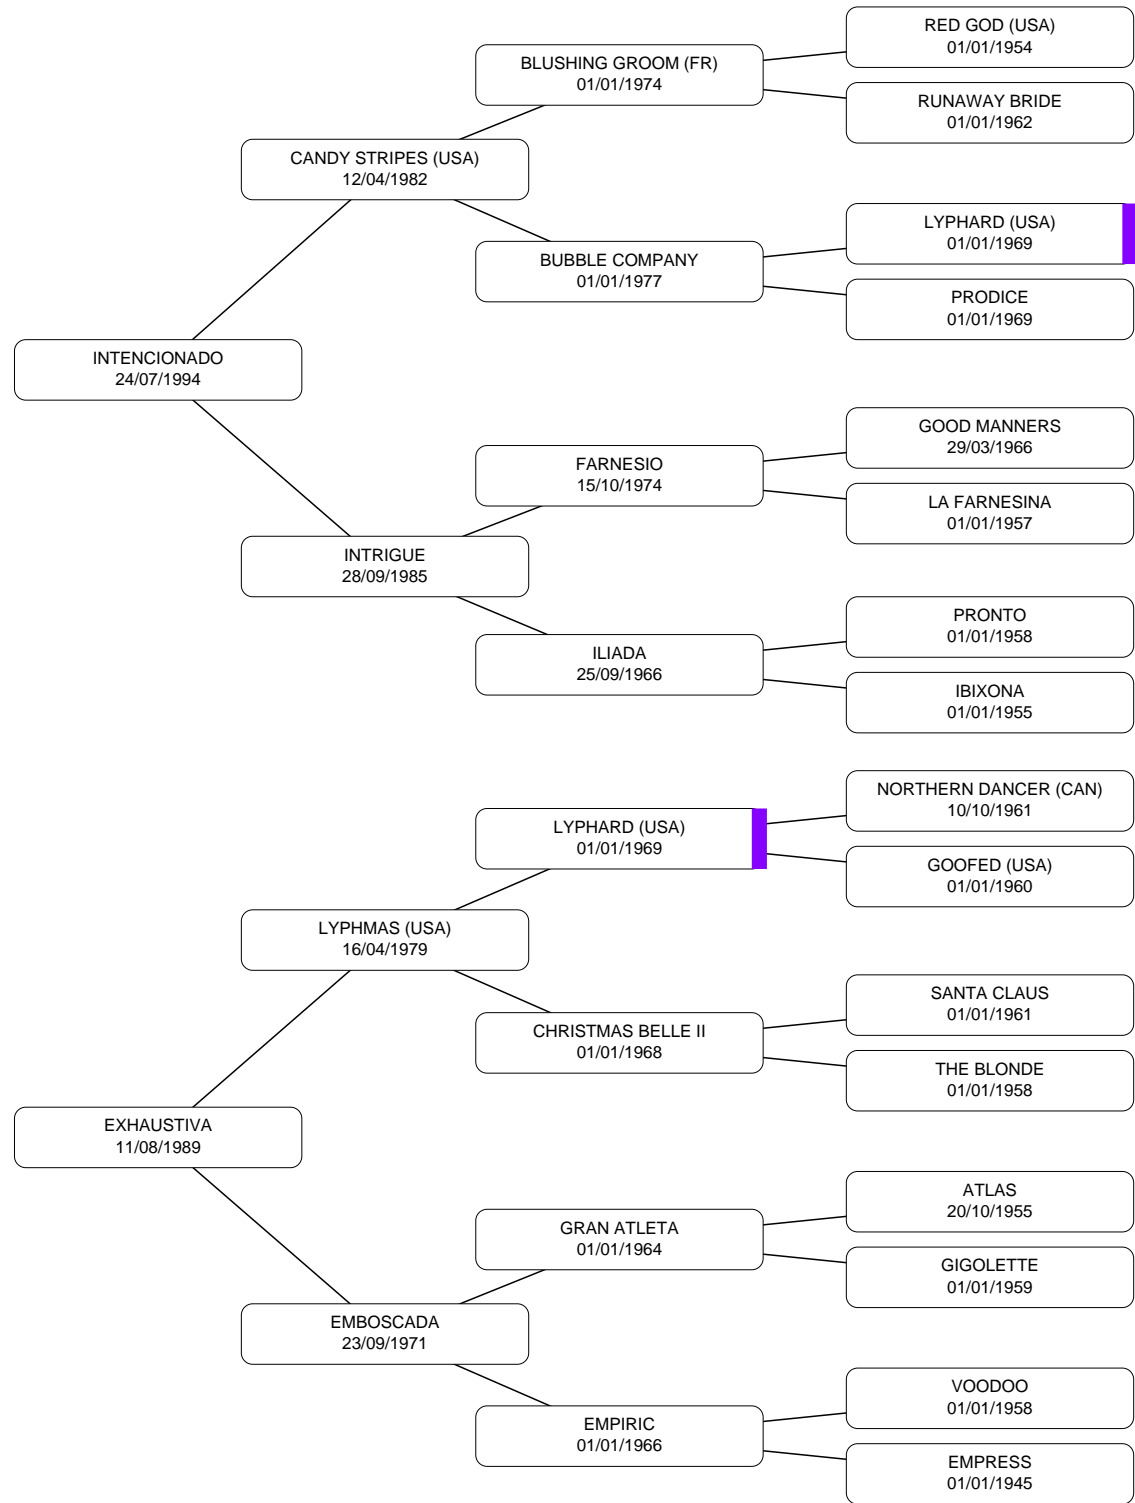 RED GOD (USA)
01/01/1954
BLUSHING GROOM (FR)
01/01/1974
RUNAWAY BRIDE
01/01/1962
CANDY STRIPES (USA)
12/04/1982
LYPHARD (USA)
01/01/1969
BUBBLE COMPANY
01/01/1977
PRODICE
01/01/1969
INTENCIONADO
24/07/1994
GOOD MANNERS
29/03/1966
FARNESIO
15/10/1974
LA FARNESINA
01/01/1957
INTRIGUE
28/09/1985
PRONTO
01/01/1958
ILIADA
25/09/1966
IBIXONA
01/01/1955
NORTHERN DANCER (CAN)
10/10/1961
LYPHARD (USA)
01/01/1969
GOOFED (USA)
01/01/1960
LYPHMAS (USA)
16/04/1979
SANTA CLAUS
01/01/1961
CHRISTMAS BELLE II
01/01/1968
THE BLONDE
01/01/1958
EXHAUSTIVA
11/08/1989
ATLAS
20/10/1955
GRAN ATLETA
01/01/1964
GIGOLETTE
01/01/1959
EMBOSCADA
23/09/1971
VOODOO
01/01/1958
EMPIRIC
01/01/1966
EMPRESS
01/01/1945